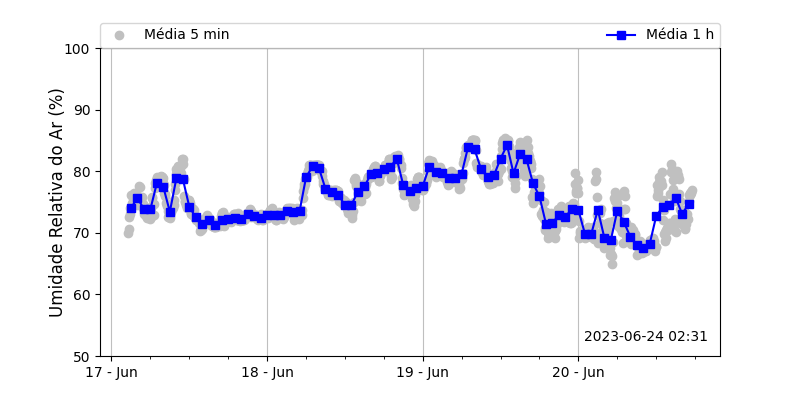 Média 5 min
Média 1 h
Umidade Relativa do Ar (%)
100
90
80
70
60
50
2023-06-24 02:31
17 - Jun
18 - Jun
19 - Jun
20 - Jun